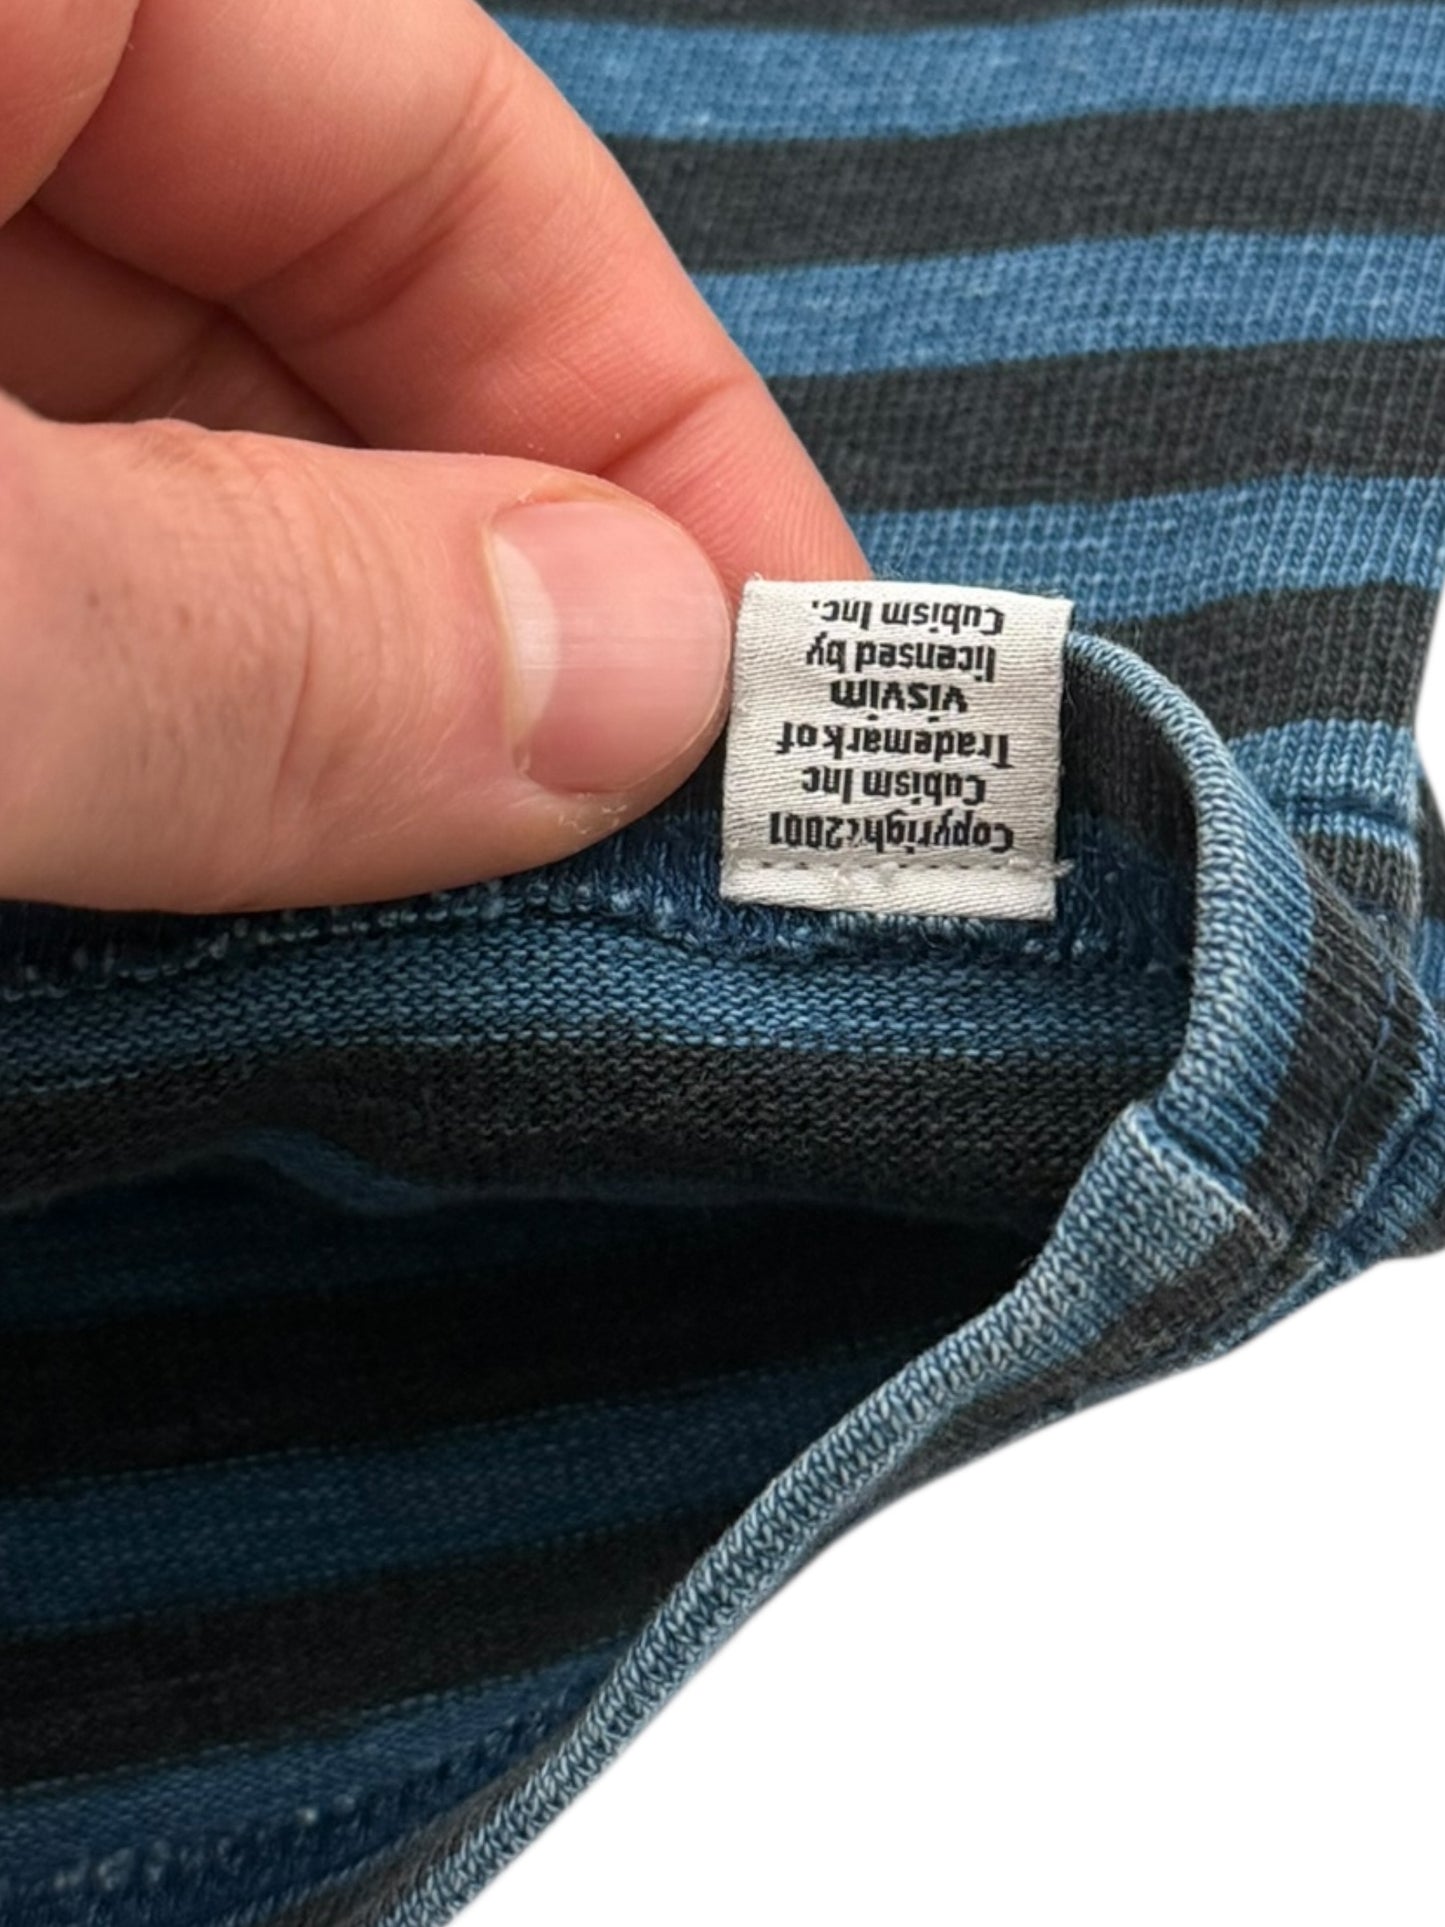 Copyright2001
Cubism Inc
Trademark of
visvim
licensed by
Cubism Inc.